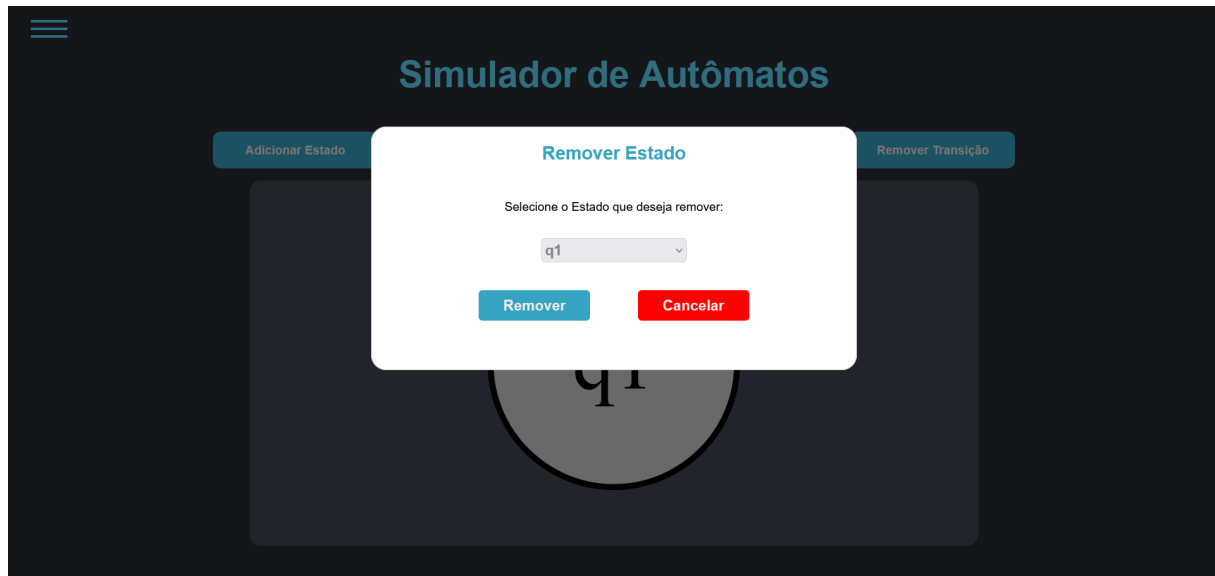 Simulador de Autômatos
Adicionar Estado
Remover Transição
Remover Estado
Selecione o Estado que deseja remover:
q1
Remover
Cancelar
q1